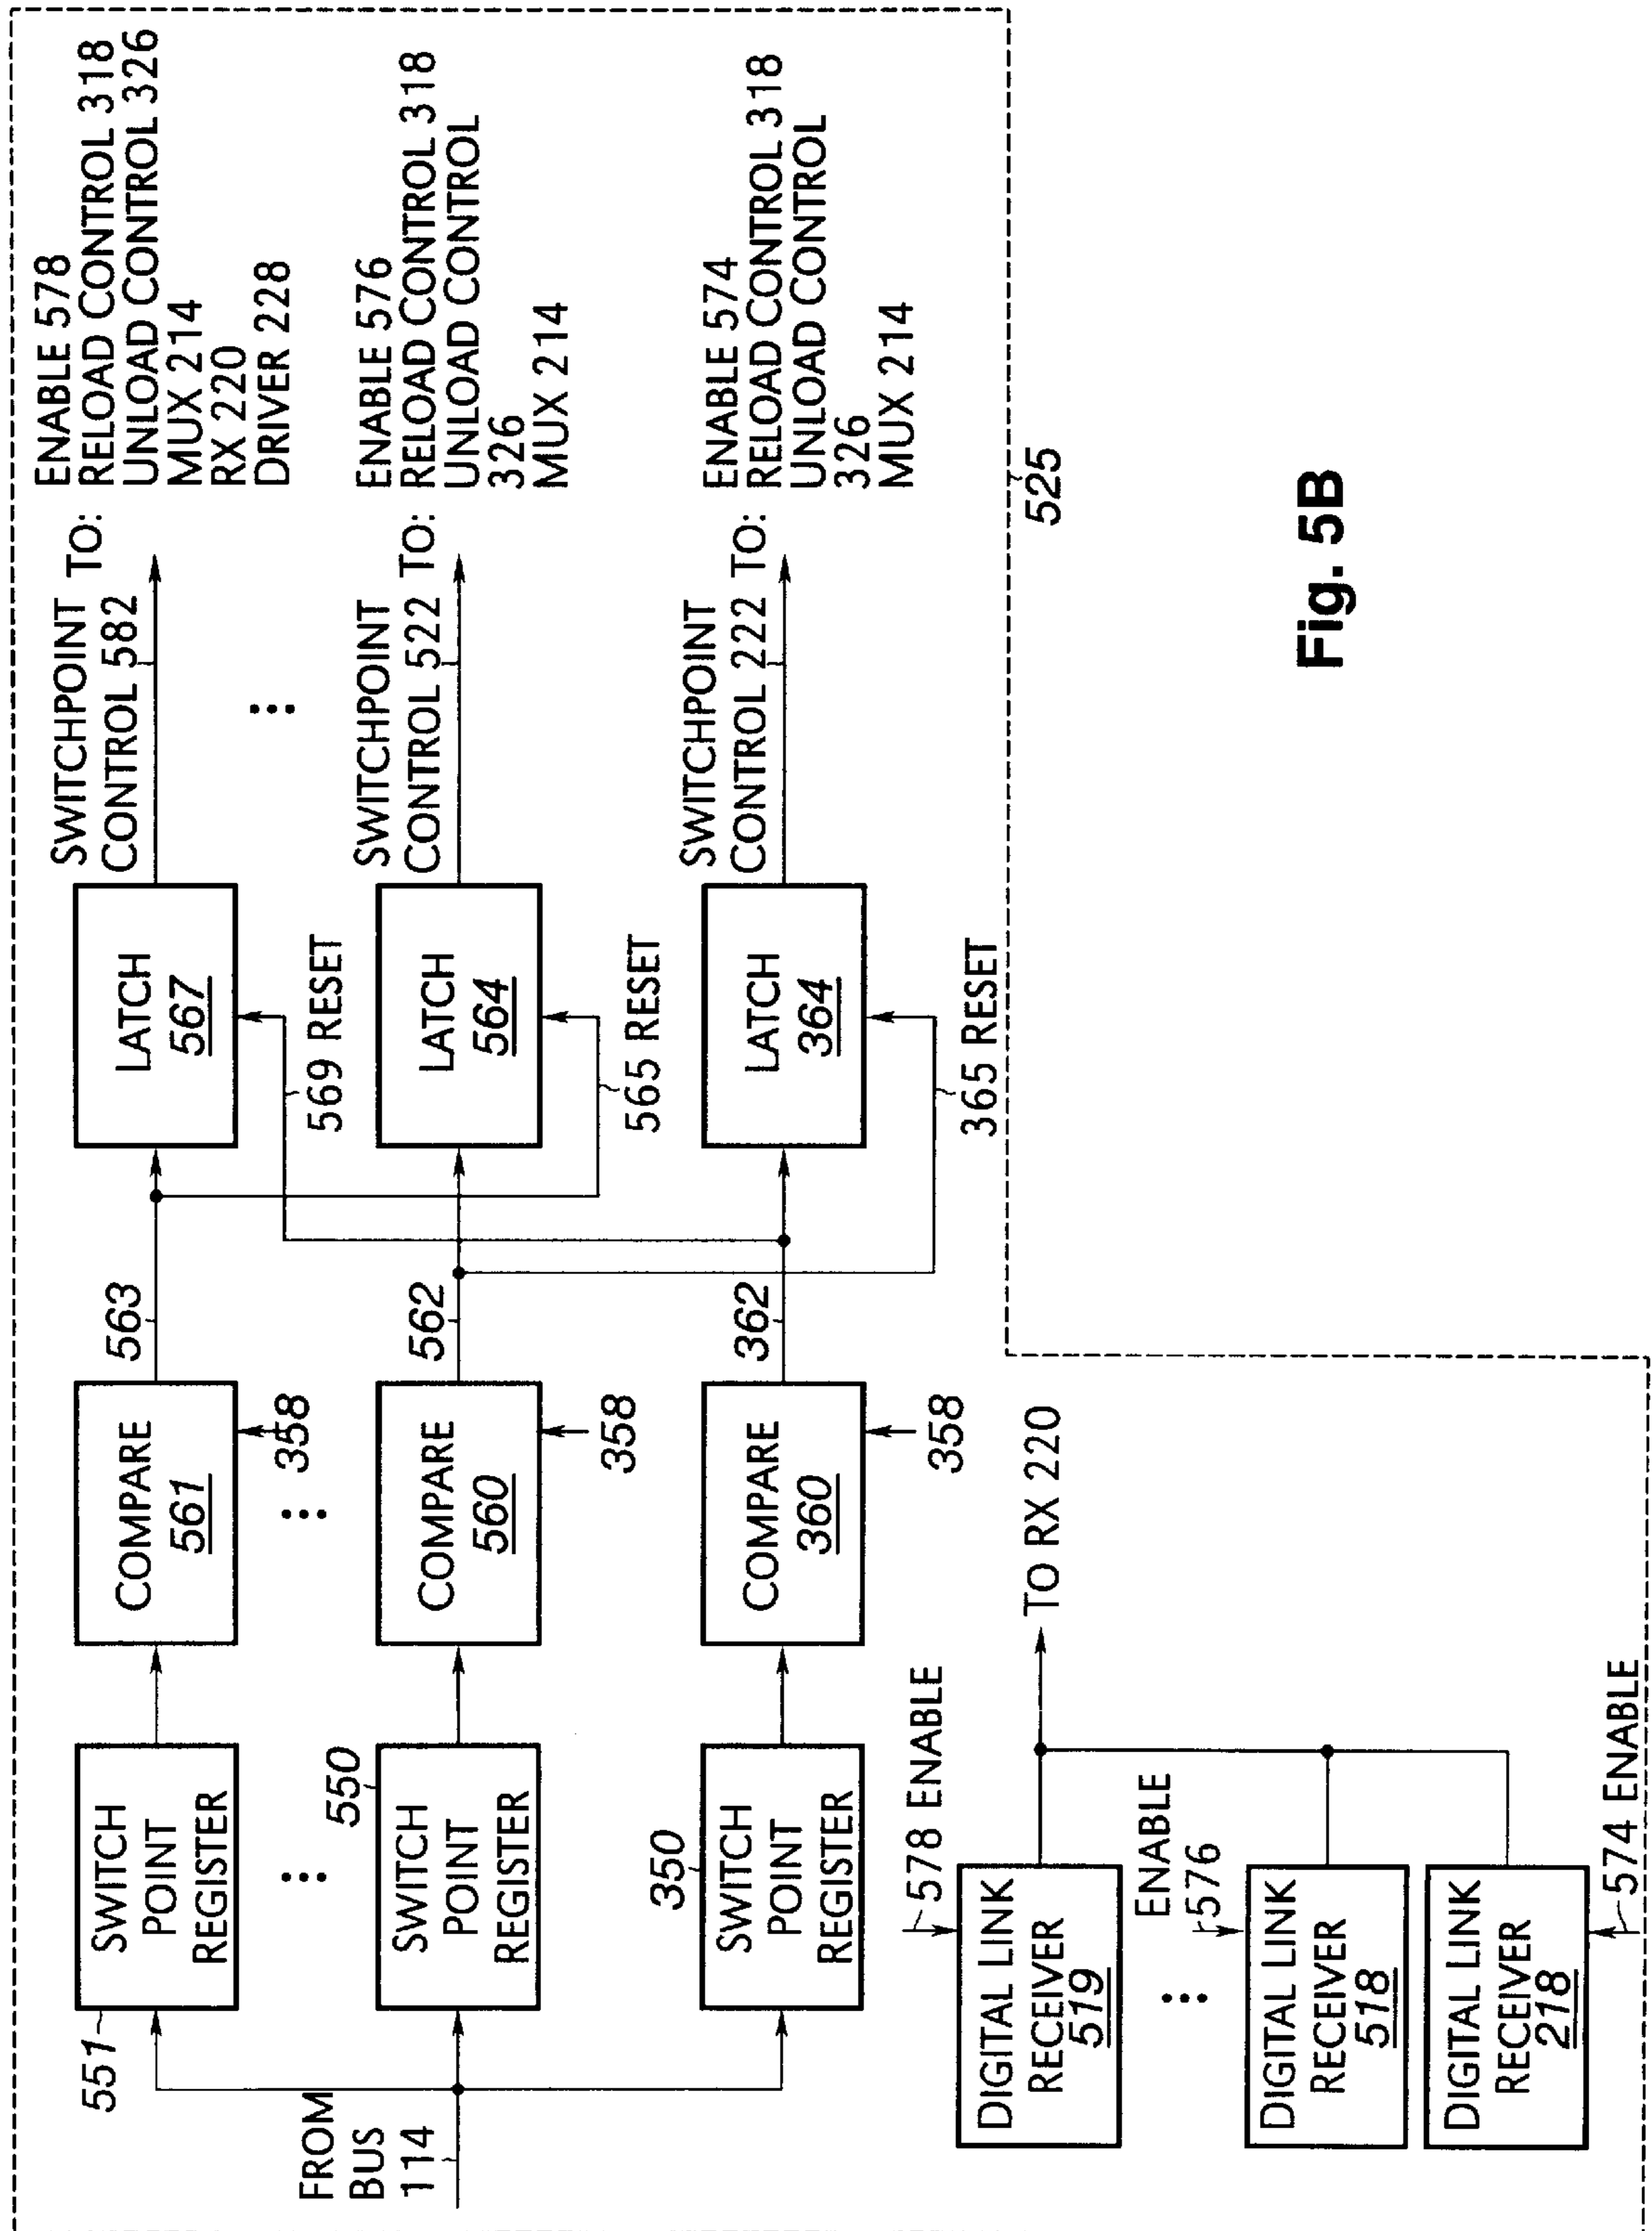 FROM
BUS
114
551
SWITCH
POINT
REGISTER
COMPARE
561
358
563
LATCH
567
569 RESET
SWITCHPOINT
CONTROL 582
TO:
ENABLE 578
RELOAD CONTROL 318
UNLOAD CONTROL 326
MUX 214
RX 220
DRIVER 228
550
SWITCH
POINT
REGISTER
COMPARE
560
358
562
LATCH
564
565 RESET
SWITCHPOINT
CONTROL 522
TO:
ENABLE 576
RELOAD CONTROL 318
UNLOAD CONTROL
326
MUX 214
350
SWITCH
POINT
REGISTER
COMPARE
360
358
362
LATCH
364
365 RESET
SWITCHPOINT
CONTROL 222
TO:
ENABLE 574
RELOAD CONTROL 318
UNLOAD CONTROL
326
MUX 214
578 ENABLE
DIGITAL LINK
RECEIVER
519
TO RX 220
ENABLE
576
DIGITAL LINK
RECEIVER
518
DIGITAL LINK
RECEIVER
218
574 ENABLE
525
Fig. 5B